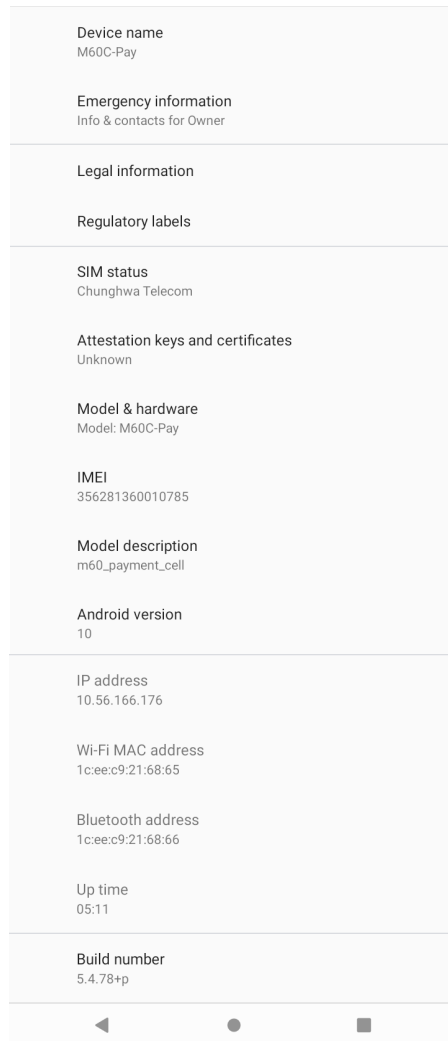 Device name
M60C-Pay
Emergency information
Info & contacts for Owner
Legal information
Regulatory labels
SIM status
Chunghwa Telecom
Attestation keys and certificates
Unknown
Model & hardware
Model: M60C-Pay
IMEI
356281360010785
Model description
m60_payment_cell
Android version
10
IP address
10.56.166.176
Wi-Fi MAC address
1c:ee:c9:21:68:65
Bluetooth address
1c:ee:c9:21:68:66
Up time
05:11
Build number
5.4.78+p